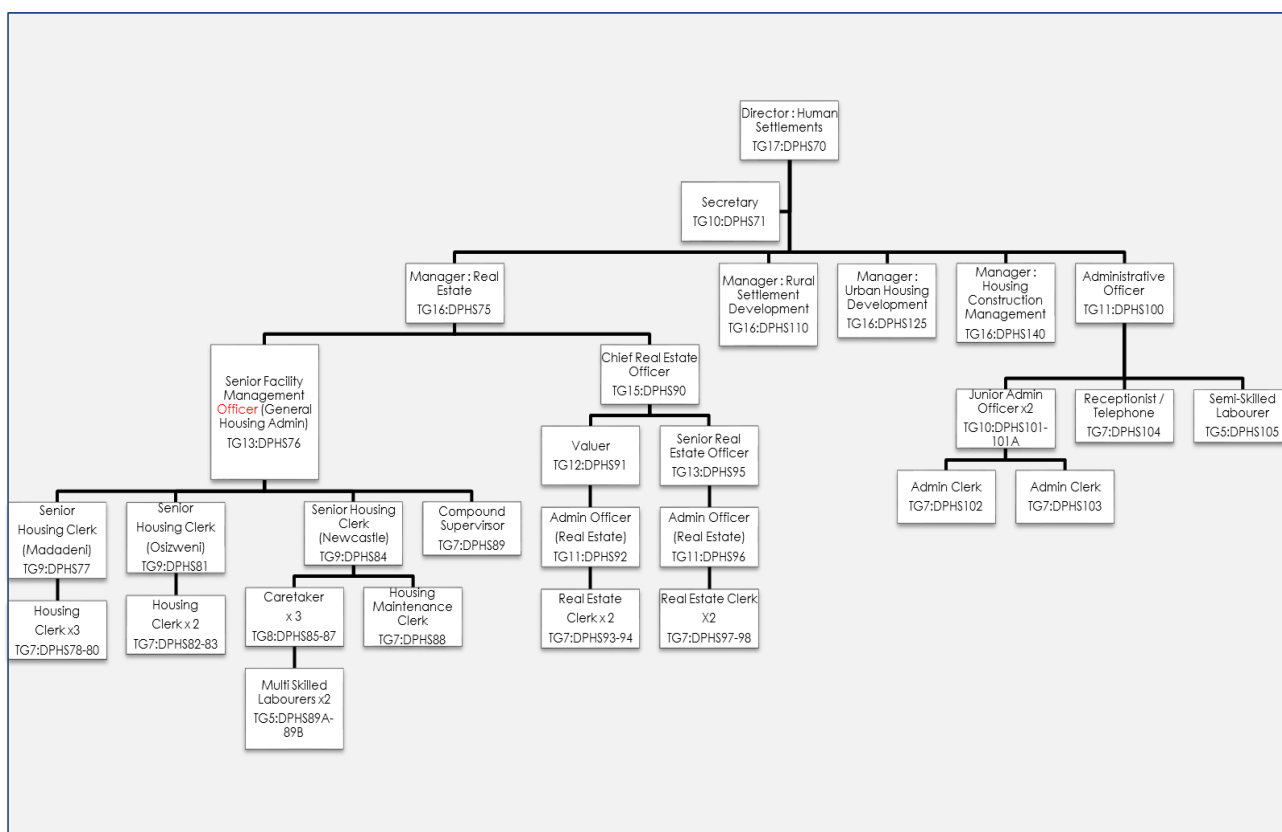 Director : Human
Settlements
TG17:DPHS70
Secretary
TG10:DPHS71
Manager : Real
Estate
TG16:DPHS75
Manager : Rural
Settlement
Development
TG16:DPHS110
Manager :
Urban Housing
Development
TG16:DPHS125
Manager :
Housing
Construction
Management
TG16:DPHS140
Administrative
Officer
TG11:DPHS100
Senior Facility
Management
Officer (General
Housing Admin)
TG13:DPHS76
Chief Real Estate
Officer
TG15:DPHS90
Junior Admin
Officer x2
TG10:DPHS101-
101A
Receptionist /
Telephone
TG7:DPHS104
Semi-Skilled
Labourer
TG5:DPHS105
Valuer
TG12:DPHS91
Senior Real
Estate Officer
TG13:DPHS95
Admin Clerk
TG7:DPHS102
Admin Clerk
TG7:DPHS103
Senior
Housing Clerk
(Madadeni)
TG9:DPHS77
Senior
Housing Clerk
(Osizweni)
TG9:DPHS81
Senior Housing
Clerk
(Newcastle)
TG9:DPHS84
Compound
Supervisor
TG7:DPHS89
Admin Officer
(Real Estate)
TG11:DPHS92
Admin Officer
(Real Estate)
TG11:DPHS96
Housing
Clerk x3
TG7:DPHS78-80
Housing
Clerk x 2
TG7:DPHS82-83
Caretaker
x 3
TG8:DPHS85-87
Housing
Maintenance
Clerk
TG7:DPHS88
Real Estate
Clerk x 2
TG7:DPHS93-94
Real Estate Clerk
X2
TG7:DPHS97-98
Multi Skilled
Labourers x2
TG5:DPHS89A-
89B